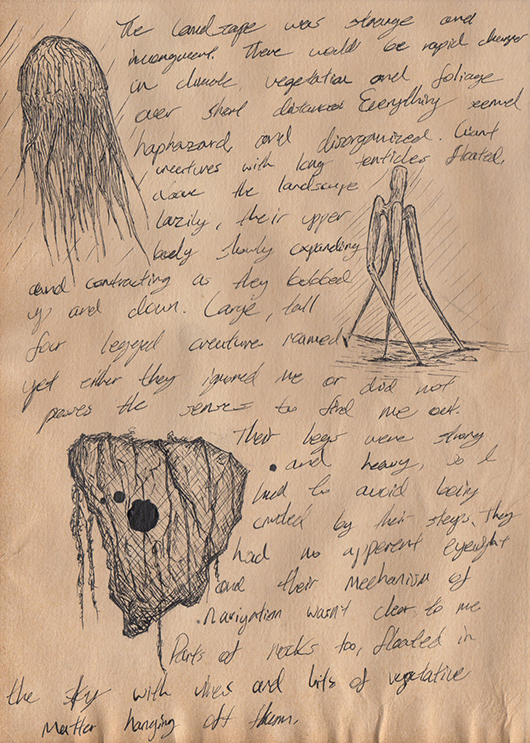 The landscape was strange and
incongruent. There would be rapid changes
in climate, vegetation and foliage
over short distances. Everything seemed
haphazard, and disorganized. Giant
creatures with long tenticles floated
above the landscape
lazily, their upper
body slowly expanding
and contracting as they bobbed
up and down. Large, tall
four legged creature roamed
yet either they ignored me or did not
posses the senses to find me out.
Their legs were strong
and heavy, so I
had to avoid being
crushed by their steps. They
had no apparent eyesight
and their mechanism of
navigation wasn't clear to me
Parts of rocks too, floated in
the sky with vines and bits of vegetative
matter hanging off them.